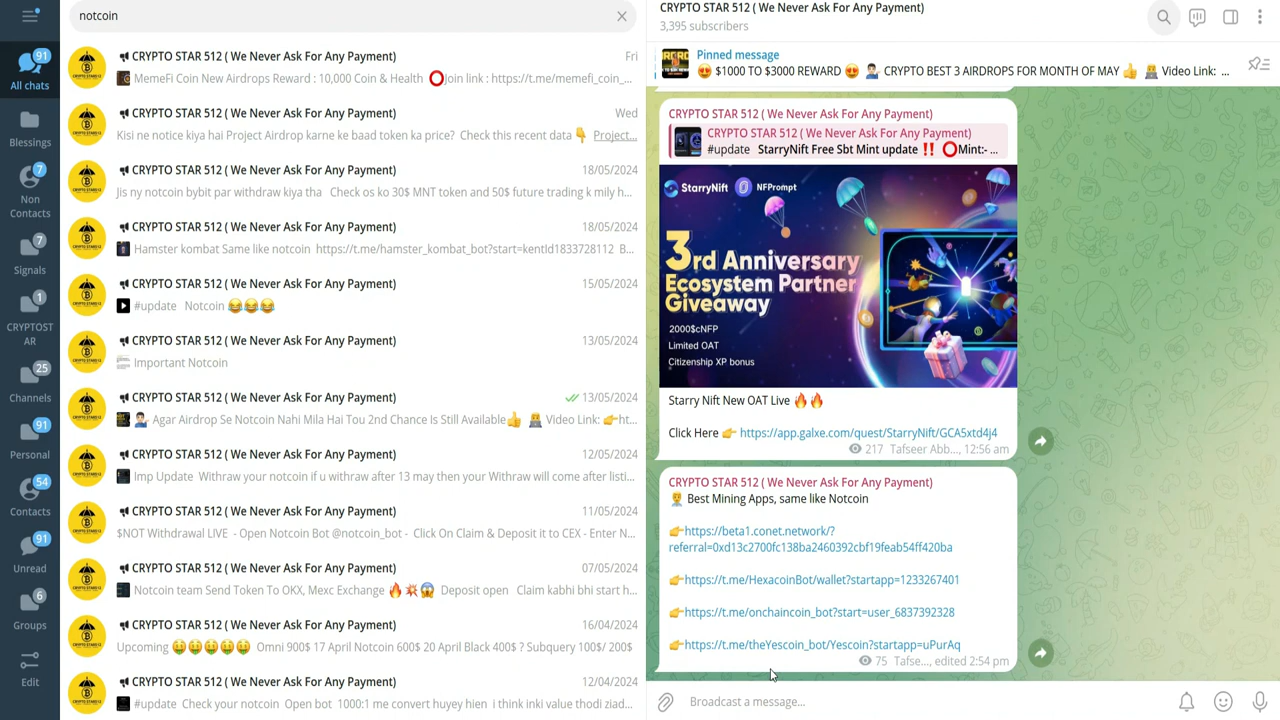 91
All chats
Blessings
7
Non
Contacts
7
Signals
1
CRYPTOST
AR
25
Channels
91
Personal
54
Contacts
91
Unread
6
Groups
Edit
notcoin
CRYPTO STAR 512 ( We Never Ask For Any Payment) Fri
MemeFi Coin New Airdrops Reward : 10,000 Coin & Health ⭕Join link : https://t.me/memefi_coin_...
CRYPTO STAR 512 ( We Never Ask For Any Payment) Wed
Kisi ne notice kiya hai Project Airdrop karne ke baad token ka price? Check this recent data 👇 Project...
CRYPTO STAR 512 ( We Never Ask For Any Payment) 18/05/2024
Jis ny notcoin bybit par withdraw kiya tha Check os ko 30$ MNT token and 50$ future trading k mily h...
CRYPTO STAR 512 ( We Never Ask For Any Payment) 18/05/2024
Hamster kombat Same like notcoin https://t.me/hamster_kombat_bot?start=kentId1833728112 B...
CRYPTO STAR 512 ( We Never Ask For Any Payment) 15/05/2024
#update Notcoin 😂😂😂
CRYPTO STAR 512 ( We Never Ask For Any Payment) 13/05/2024
Important Notcoin
CRYPTO STAR 512 ( We Never Ask For Any Payment) 13/05/2024
Agar Airdrop Se Notcoin Nahi Mila Hai Tou 2nd Chance Is Still Available👍 Video Link: 👉ht...
CRYPTO STAR 512 ( We Never Ask For Any Payment) 12/05/2024
Imp Update Withraw your notcoin if u withraw after 13 may then your Withraw will come after listi...
CRYPTO STAR 512 ( We Never Ask For Any Payment) 11/05/2024
$NOT Withdrawal LIVE - Open Notcoin Bot @notcoin_bot - Click On Claim & Deposit it to CEX - Enter N...
CRYPTO STAR 512 ( We Never Ask For Any Payment) 07/05/2024
Notcoin team Send Token To OKX, Mexc Exchange 🔥💥😱 Deposit open Claim kabhi bhi start h...
CRYPTO STAR 512 ( We Never Ask For Any Payment) 16/04/2024
Upcoming 🤑🤑🤑🤑🤑 Omni 900$ 17 April Notcoin 600$ 20 April Black 400$ ? Subquery 100$/ 200$
CRYPTO STAR 512 ( We Never Ask For Any Payment) 12/04/2024
#update Check your notcoin Open bot 1000:1 me convert huyey hien i think inki value thodi ziad...
CRYPTO STAR 512 ( We Never Ask For Any Payment)
3,395 subscribers
Pinned message
😍 $1000 TO $3000 REWARD 😍 CRYPTO BEST 3 AIRDROPS FOR MONTH OF MAY 👍 Video Link: ...
CRYPTO STAR 512 ( We Never Ask For Any Payment)
CRYPTO STAR 512 ( We Never Ask For Any Payment)
#update StarryNift Free Sbt Mint update ‼️ ⭕Mint:- ...
StarryNift NFPrompt
3rd Anniversary
Ecosystem Partner
Giveaway
2000$cNFP
Limited OAT
Citizenship XP bonus
Starry Nift New OAT Live 🔥🔥
Click Here 👉 https://app.galxe.com/quest/StarryNift/GCA5xtd4j4
217 Tafseer Abb..., 12:56 am
CRYPTO STAR 512 ( We Never Ask For Any Payment)
Best Mining Apps, same like Notcoin
👉https://beta1.conet.network/?
referral=0xd13c2700fc138ba2460392cbf19feab54ff420ba
👉https://t.me/HexacoinBot/wallet?startapp=1233267401
👉https://t.me/onchaincoin_bot?start=user_6837392328
👉https://t.me/theYescoin_bot/Yescoin?startapp=uPurAq
75 Tafse..., edited 2:54 pm
Broadcast a message...